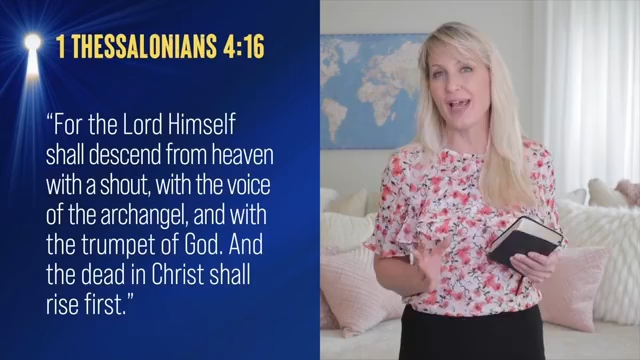 1 THESSALONIANS 4:16
“For the Lord Himself
shall descend from heaven
with a shout, with the voice
of the archangel, and with
the trumpet of God. And
the dead in Christ shall
rise first.”